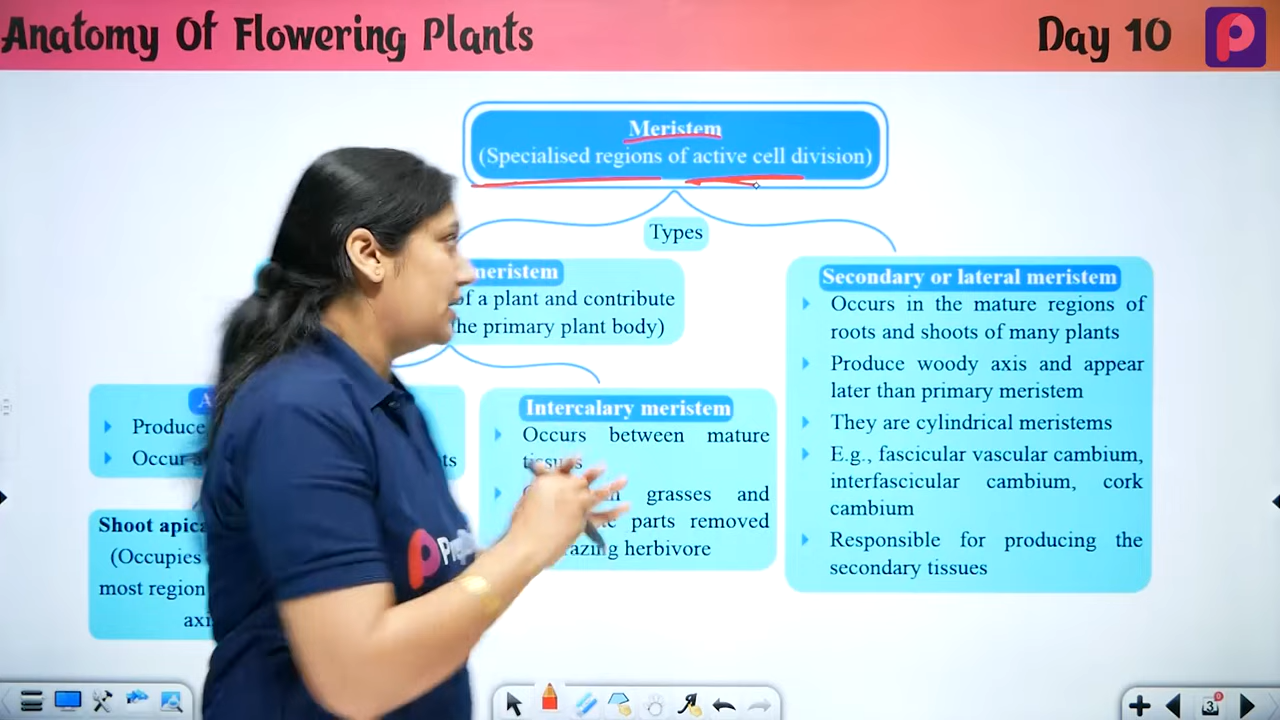 Anatomy Of Flowering Plants
Day 10
Meristem
(Specialised regions of active cell division)
Types
meristem
of a plant and contribute
the primary plant body)
Secondary or lateral meristem
Occurs in the mature regions of
roots and shoots of many plants
Produce woody axis and appear
later than primary meristem
They are cylindrical meristems
E.g., fascicular vascular cambium,
interfascicular cambium, cork
cambium
Responsible for producing the
secondary tissues
Intercalary meristem
Occurs between mature
tissues
grasses and
parts removed
herbivore
Produce
Occur
Shoot
(Occupies
most region